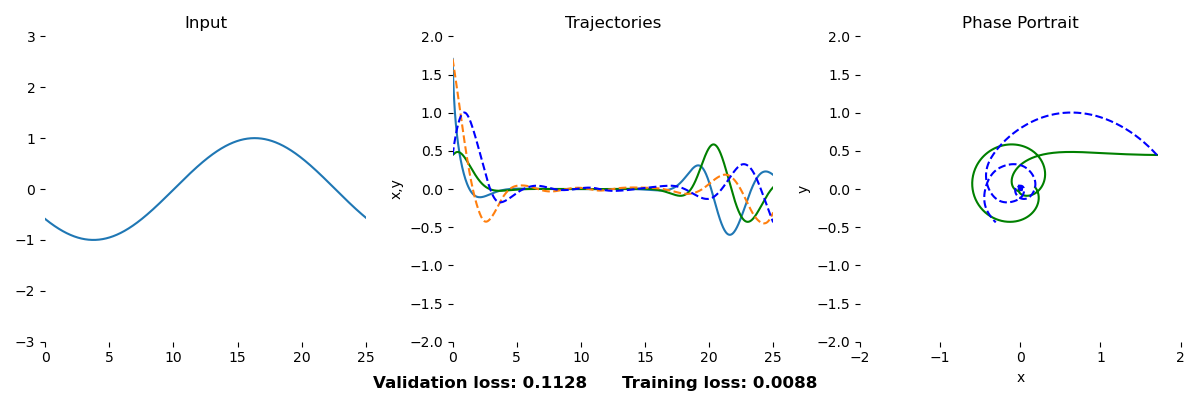 Input
3
2
1
0
−1
−2
−3
0 5 10 15 20 25
Trajectories
x,y
2.0
1.5
1.0
0.5
0.0
−0.5
−1.0
−1.5
−2.0
0 5 10 15 20 25
Phase Portrait
y
2.0
1.5
1.0
0.5
0.0
−0.5
−1.0
−1.5
−2.0
−2 −1 0 1 2
x
Validation loss: 0.1128 Training loss: 0.0088